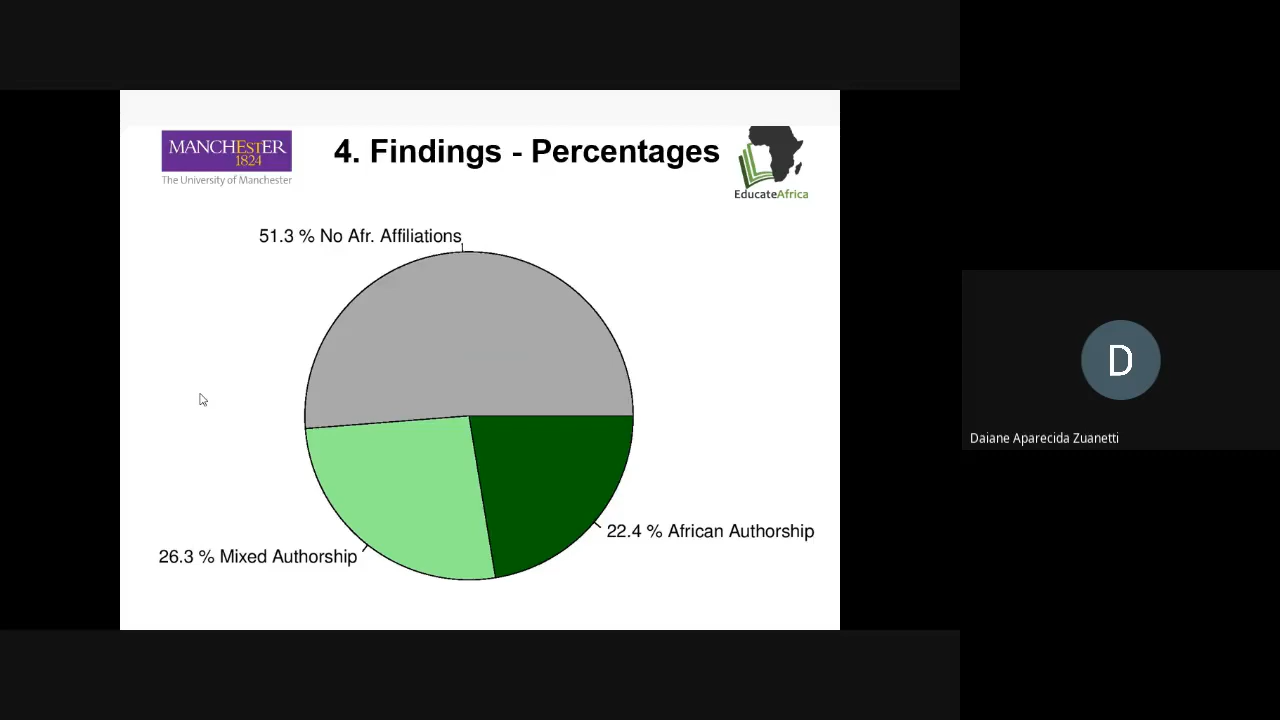 MANCHESTER
1824
The University of Manchester
4. Findings - Percentages
EducateAfrica
51.3 % No Afr. Affiliations
22.4 % African Authorship
26.3 % Mixed Authorship
D
Daiane Aparecida Zuanetti